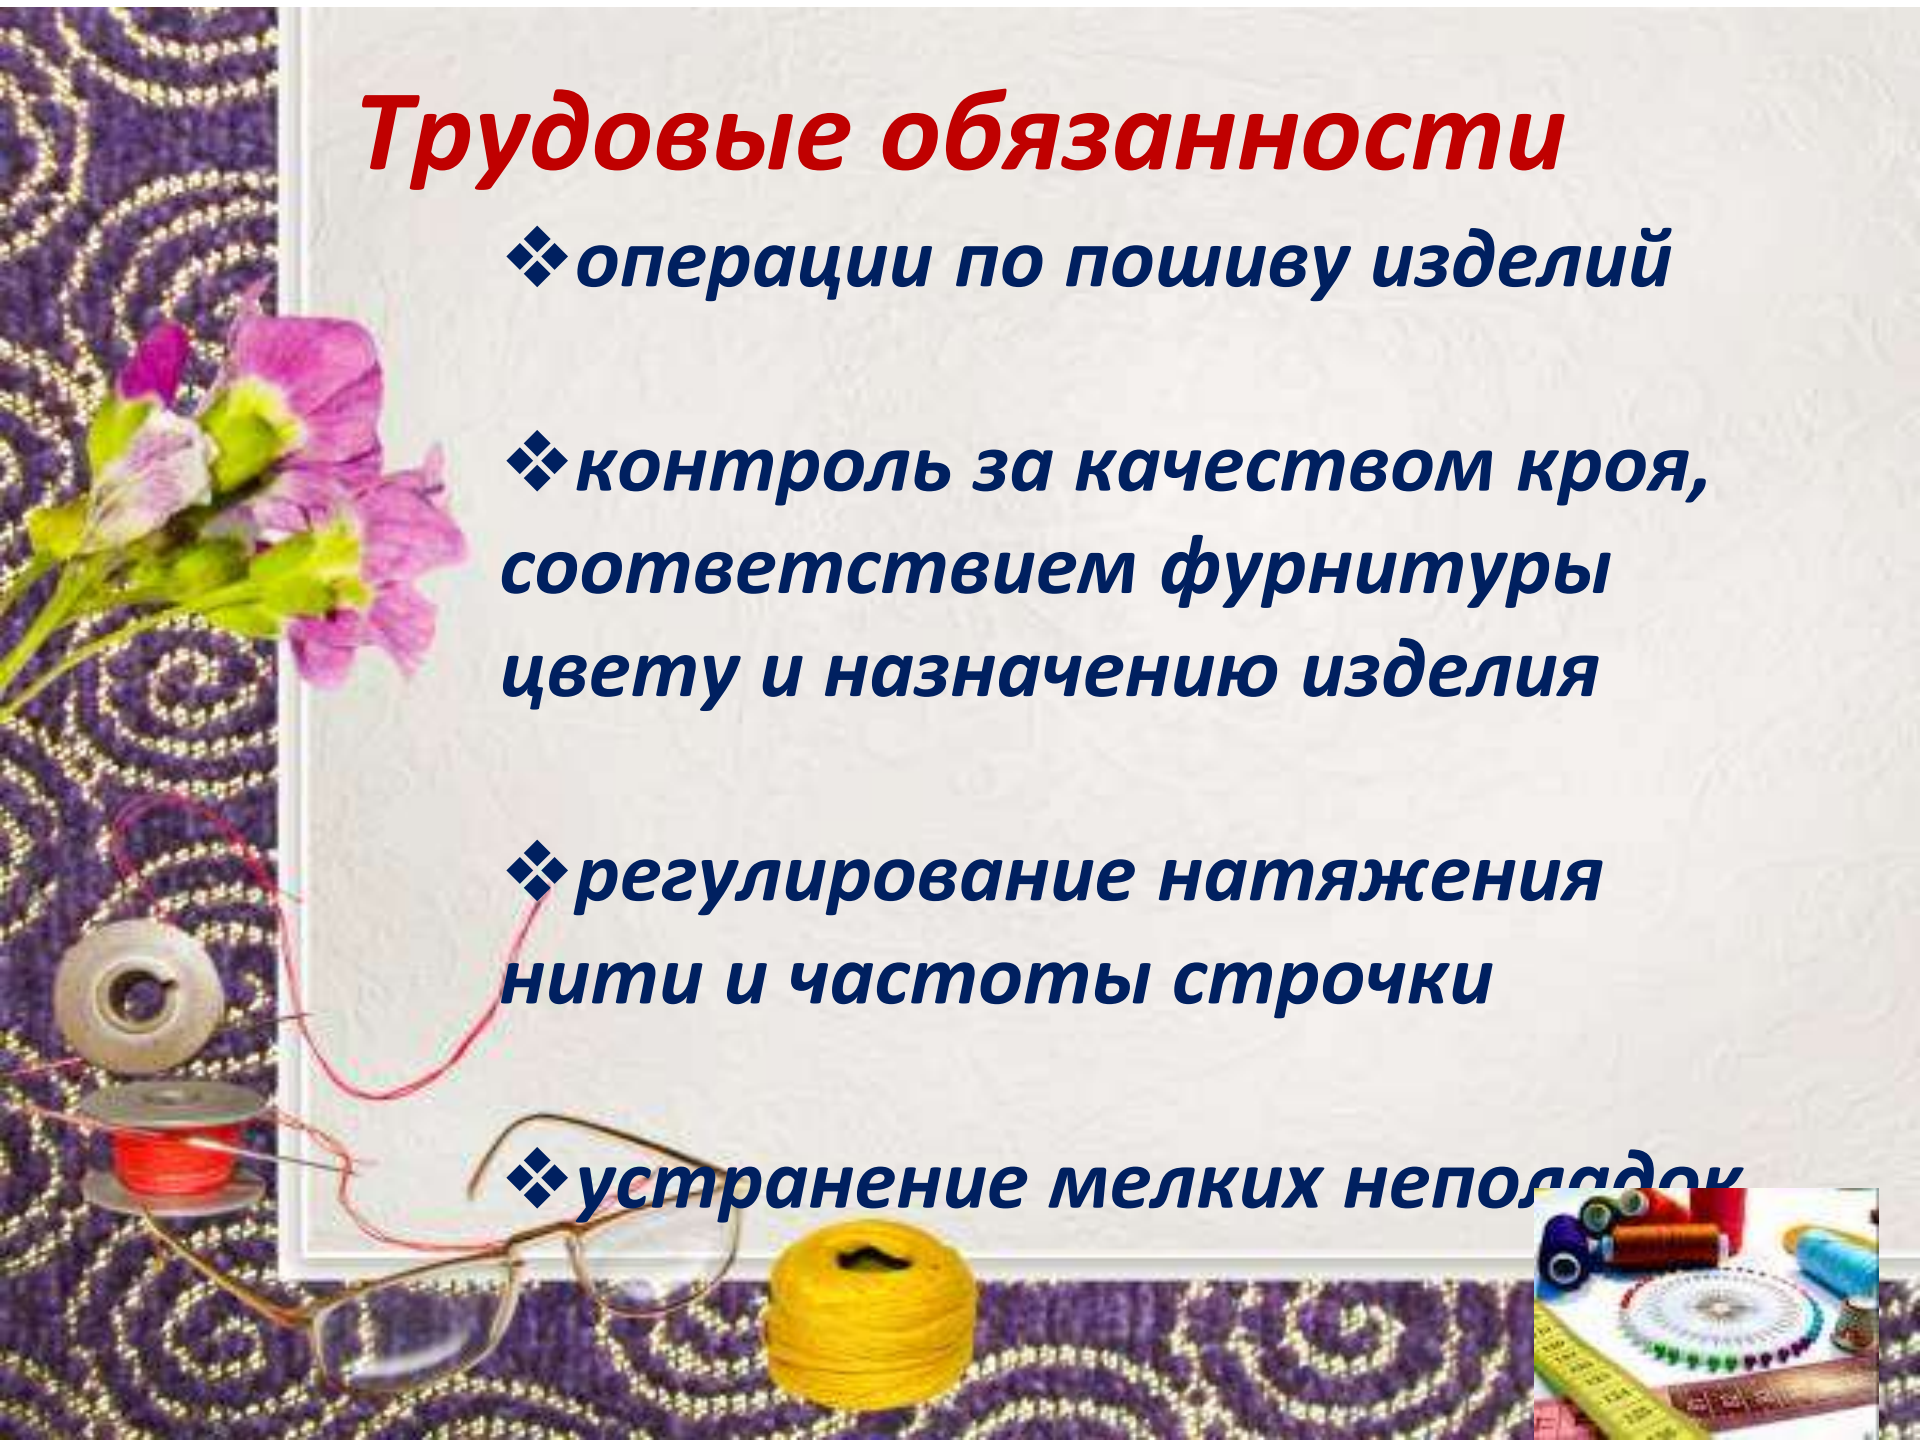 Трудовые обязанности
❖операции по пошиву изделий
❖контроль за качеством кроя,
соответствием фурнитуры
цвету и назначению изделия
❖регулирование натяжения
нити и частоты строчки
❖устранение мелких неполадок